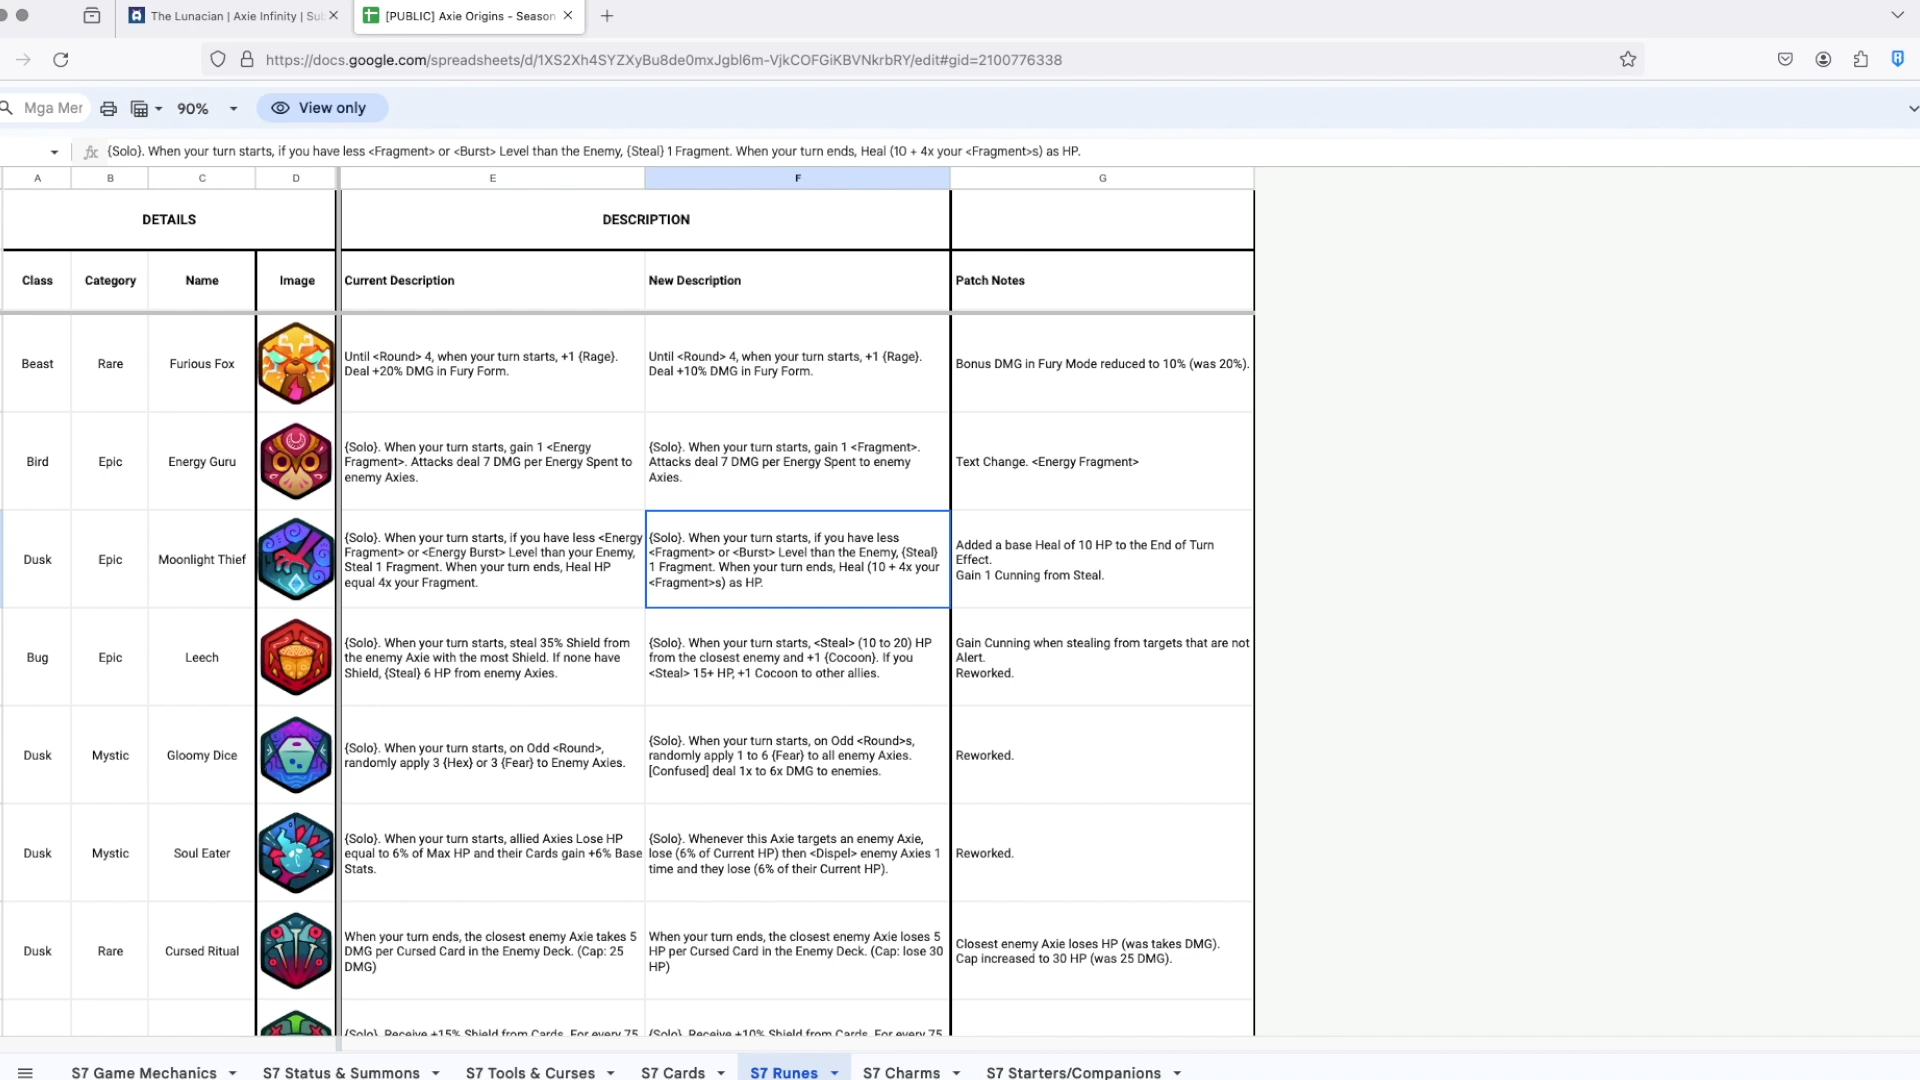 The Lunacian | Axie Infinity | Su
[PUBLIC] Axie Origins - Season
https://docs.google.com/spreadsheets/d/1XS2Xh4SYZXyBu8de0mxJgbl6m-VjkCOFGiKBVNkrbRY/edit#gid=2100776338
Mga Mer
90%
View only
fx
{Solo}. When your turn starts, if you have less <Fragment> or <Burst> Level than the Enemy, {Steal} 1 Fragment. When your turn ends, Heal (10 + 4x your <Fragment>s) as HP.
A B C D E F G
DETAILS
DESCRIPTION
Class
Category
Name
Image
Current Description
New Description
Patch Notes
Beast
Rare
Furious Fox
Until <Round> 4, when your turn starts, +1 {Rage}.
Deal +20% DMG in Fury Form.
Until <Round> 4, when your turn starts, +1 {Rage}.
Deal +10% DMG in Fury Form.
Bonus DMG in Fury Mode reduced to 10% (was 20%).
Bird
Epic
Energy Guru
{Solo}. When your turn starts, gain 1 <Energy
Fragment>. Attacks deal 7 DMG per Energy Spent to
enemy Axies.
{Solo}. When your turn starts, gain 1 <Fragment>.
Attacks deal 7 DMG per Energy Spent to enemy
Axies.
Text Change. <Energy Fragment>
Dusk
Epic
Moonlight Thief
{Solo}. When your turn starts, if you have less <Energy
Fragment> or <Energy Burst> Level than your Enemy,
Steal 1 Fragment. When your turn ends, Heal HP
equal 4x your Fragment.
{Solo}. When your turn starts, if you have less
<Fragment> or <Burst> Level than the Enemy, {Steal}
1 Fragment. When your turn ends, Heal (10 + 4x your
<Fragment>s) as HP.
Added a base Heal of 10 HP to the End of Turn
Effect.
Gain 1 Cunning from Steal.
Bug
Epic
Leech
{Solo}. When your turn starts, steal 35% Shield from
the enemy Axie with the most Shield. If none have
Shield, {Steal} 6 HP from enemy Axies.
{Solo}. When your turn starts, <Steal> (10 to 20) HP
from the closest enemy and +1 {Cocoon}. If you
<Steal> 15+ HP, +1 Cocoon to other allies.
Gain Cunning when stealing from targets that are not
Alert.
Reworked.
Dusk
Mystic
Gloomy Dice
{Solo}. When your turn starts, on Odd <Round>,
randomly apply 3 {Hex} or 3 {Fear} to Enemy Axies.
{Solo}. When your turn starts, on Odd <Round>s,
randomly apply 1 to 6 {Fear} to all enemy Axies.
[Confused] deal 1x to 6x DMG to enemies.
Reworked.
Dusk
Mystic
Soul Eater
{Solo}. When your turn starts, allied Axies Lose HP
equal to 6% of Max HP and their Cards gain +6% Base
Stats.
{Solo}. Whenever this Axie targets an enemy Axie,
lose (6% of Current HP) then <Dispel> enemy Axies 1
time and they lose (6% of their Current HP).
Reworked.
Dusk
Rare
Cursed Ritual
When your turn ends, the closest enemy Axie takes 5
DMG per Cursed Card in the Enemy Deck. (Cap: 25
DMG)
When your turn ends, the closest enemy Axie loses 5
HP per Cursed Card in the Enemy Deck. (Cap: lose 30
HP)
Closest enemy Axie loses HP (was takes DMG).
Cap increased to 30 HP (was 25 DMG).
{Solo}. Receive +15% Shield from Cards. For every 75
{Solo}. Receive +10% Shield from Cards. For every 75
S7 Game Mechanics
S7 Status & Summons
S7 Tools & Curses
S7 Cards
S7 Runes
S7 Charms
S7 Starters/Companions